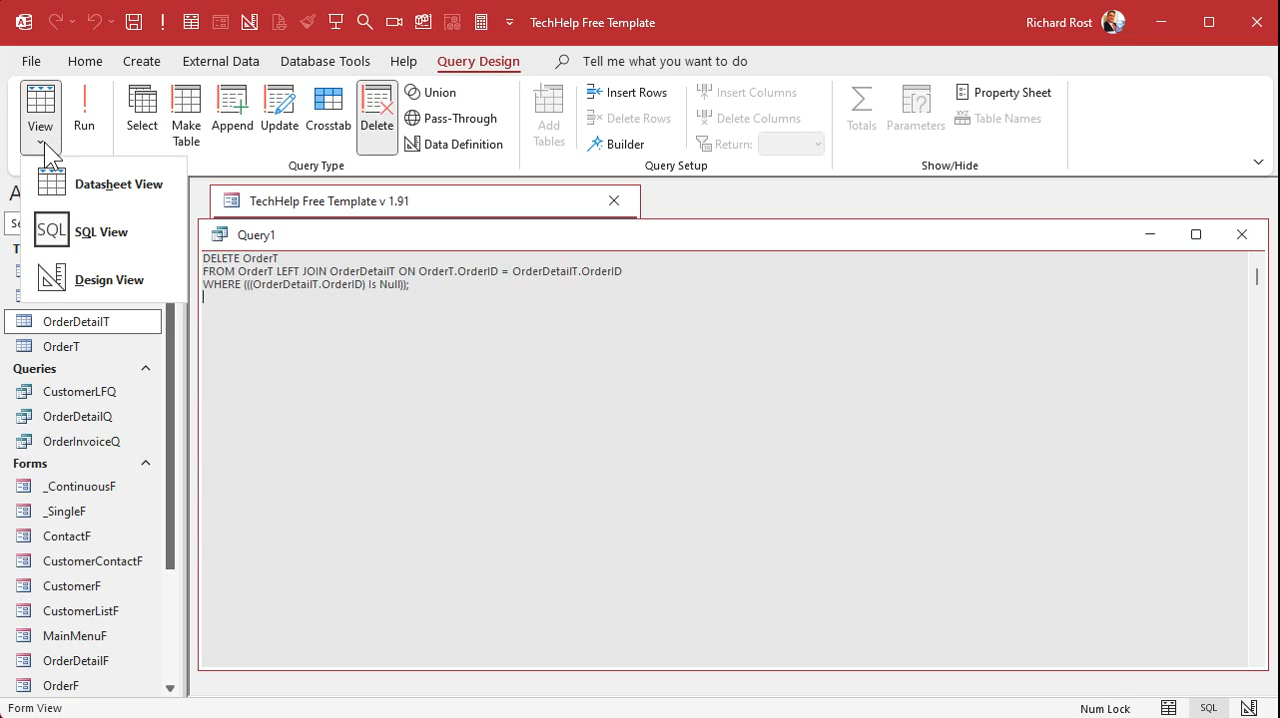 TechHelp Free Template
Richard Rost
File Home Create External Data Database Tools Help Query Design Tell me what you want to do
View
Run
Select
Make Table
Append
Update
Crosstab
Delete
Union
Pass-Through
Data Definition
Query Type
Add Tables
Insert Rows
Delete Rows
Builder
Insert Columns
Delete Columns
Return:
Query Setup
Totals
Parameters
Property Sheet
Table Names
Show/Hide
Datasheet View
SQL View
Design View
OrderDetailT
OrderT
Queries
CustomerLFQ
OrderDetailQ
OrderInvoiceQ
Forms
_ContinuousF
_SingleF
ContactF
CustomerContactF
CustomerF
CustomerListF
MainMenuF
OrderDetailF
OrderF
TechHelp Free Template v 1.91
Query1
DELETE OrderT
FROM OrderT LEFT JOIN OrderDetailT ON OrderT.OrderID = OrderDetailT.OrderID
WHERE (((OrderDetailT.OrderID) Is Null));
Form View
Num Lock
SQL